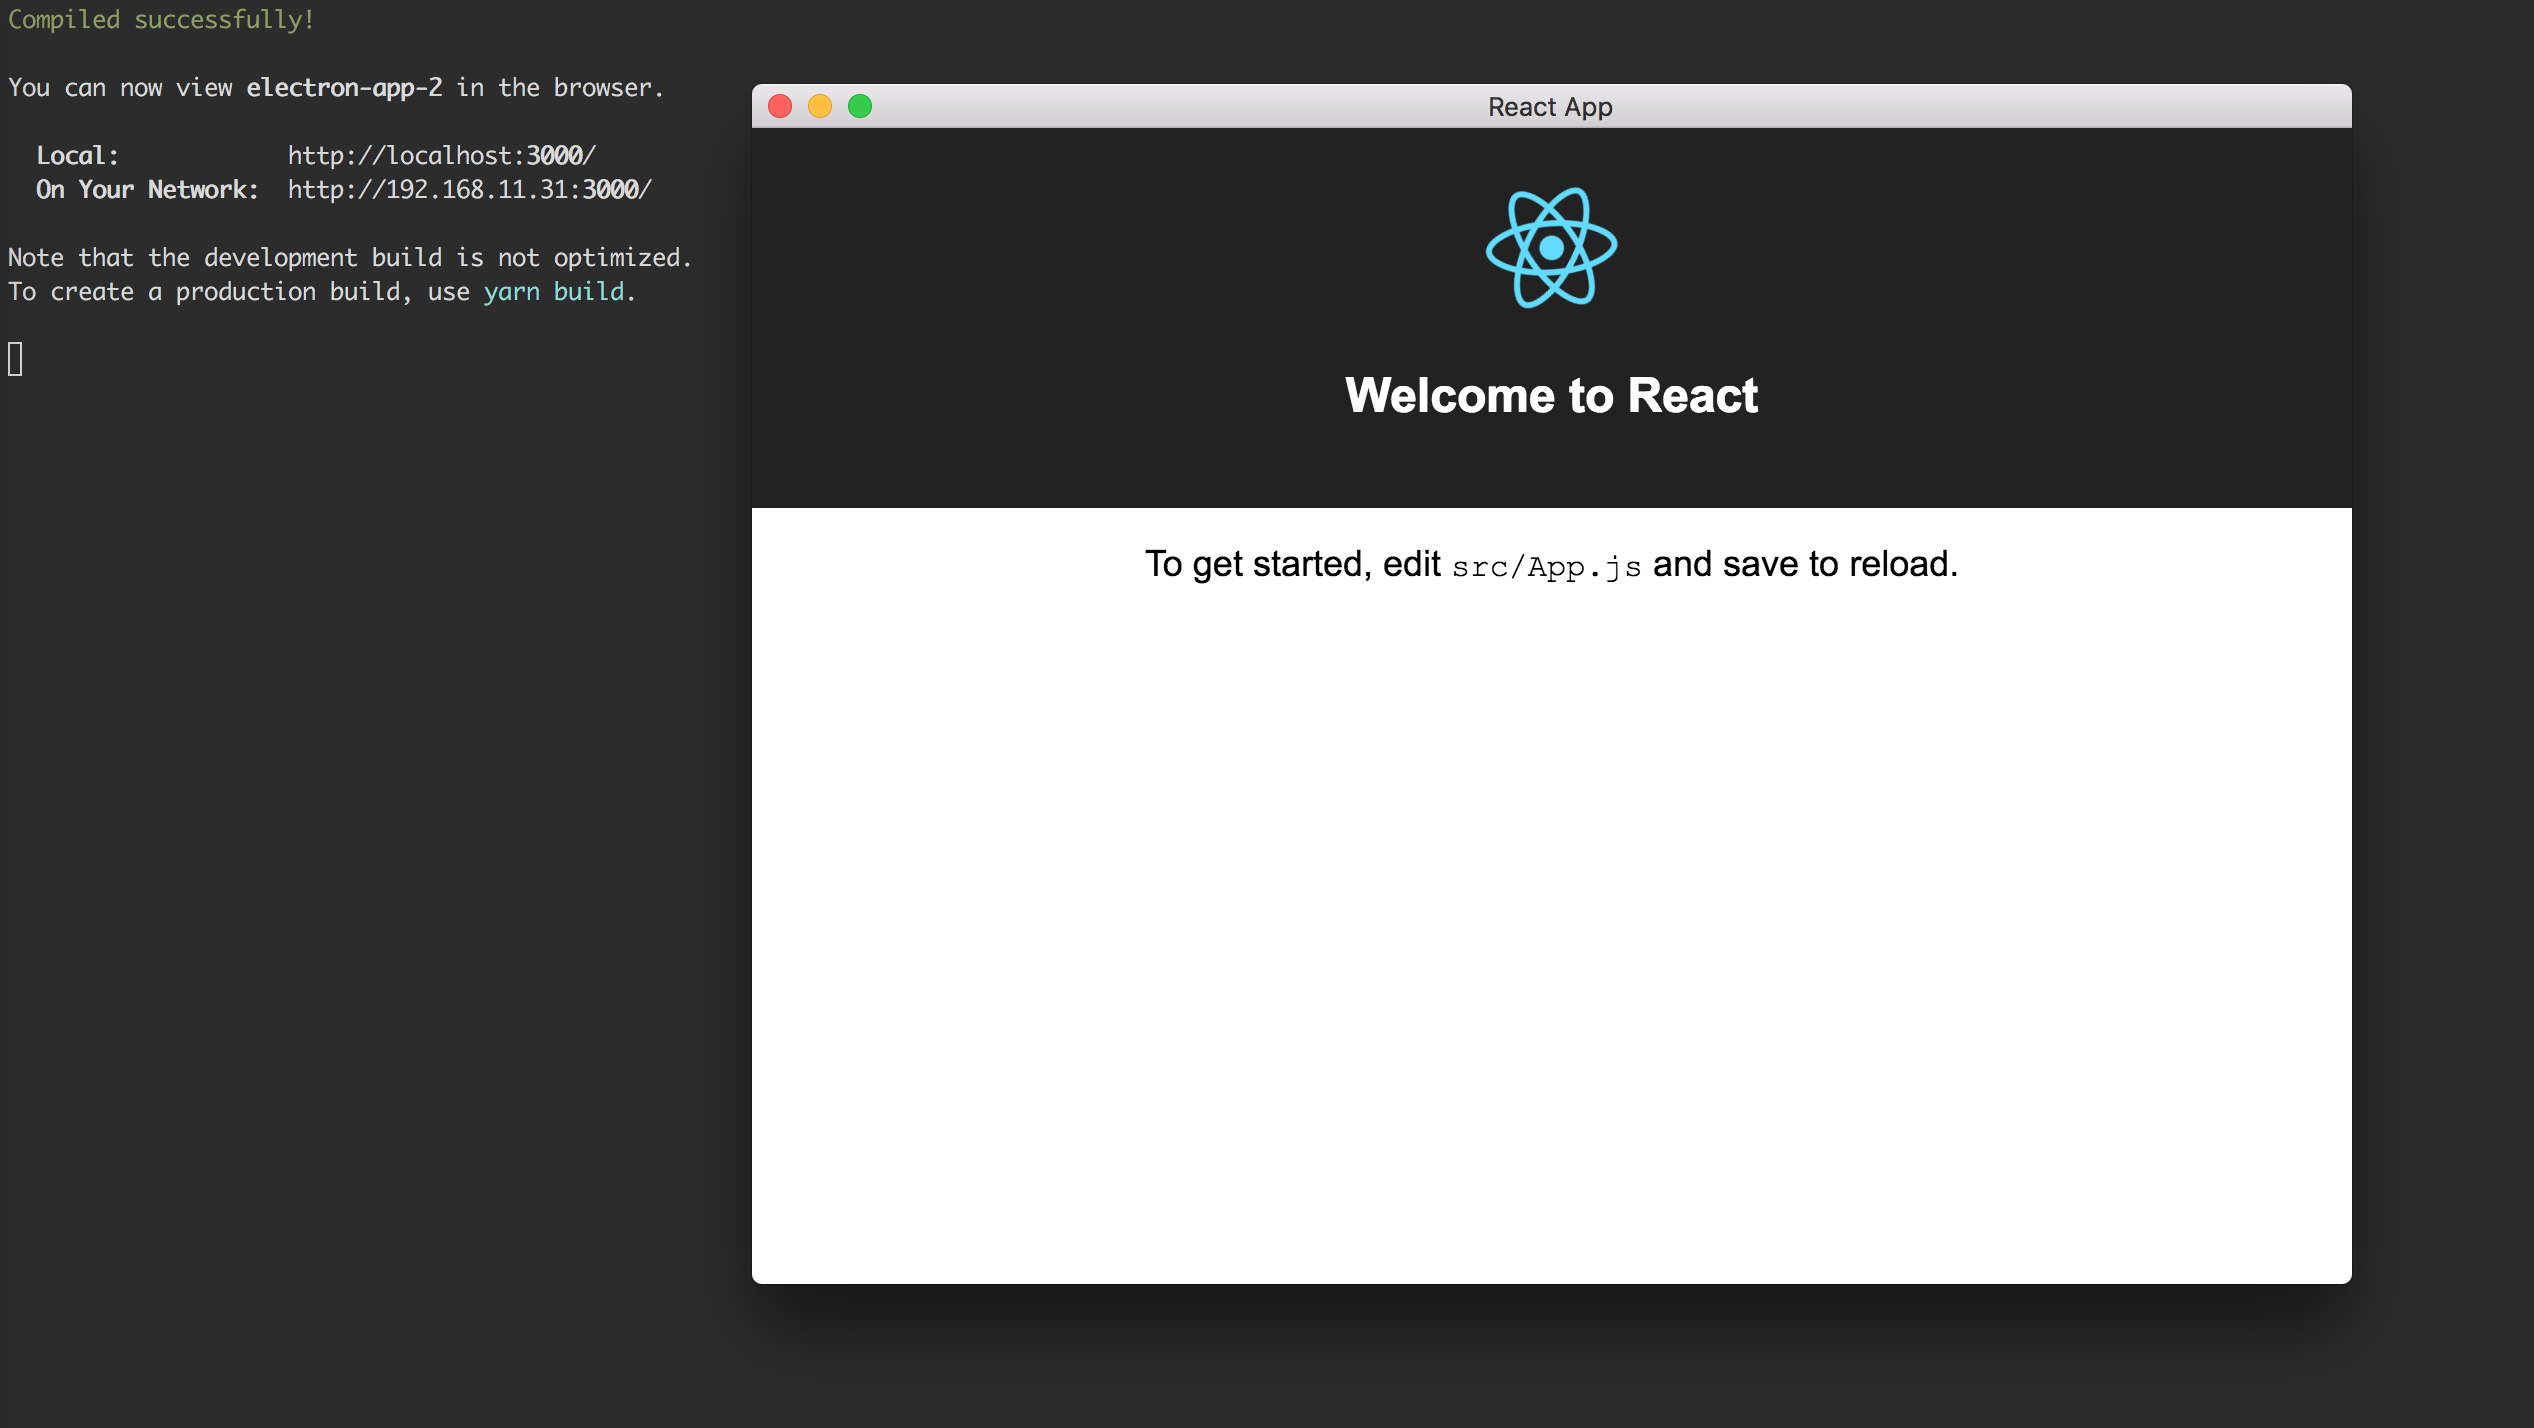 Compiled successfully!
You can now view electron-app-2 in the browser.
Local: http://localhost:3000/
On Your Network: http://192.168.11.31:3000/
Note that the development build is not optimized.
To create a production build, use yarn build.
React App
Welcome to React
To get started, edit src/App.js and save to reload.